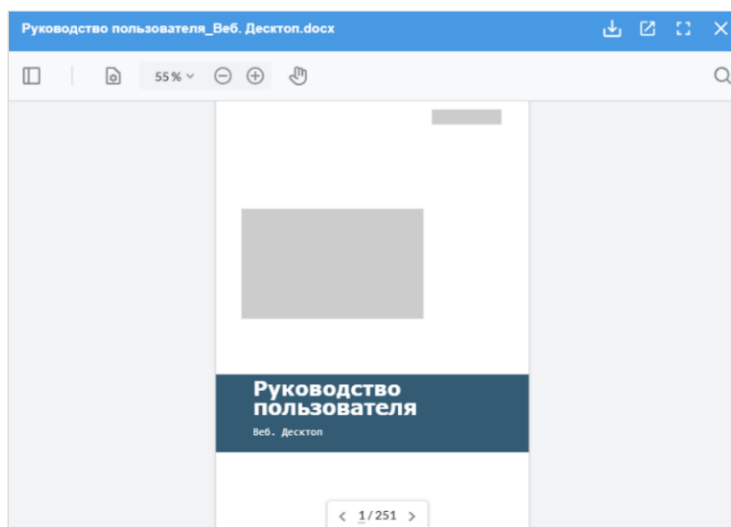 Руководство пользователя_Веб. Десктоп.docx
55 %
Руководство
пользователя
Веб. Десктоп
1 / 251